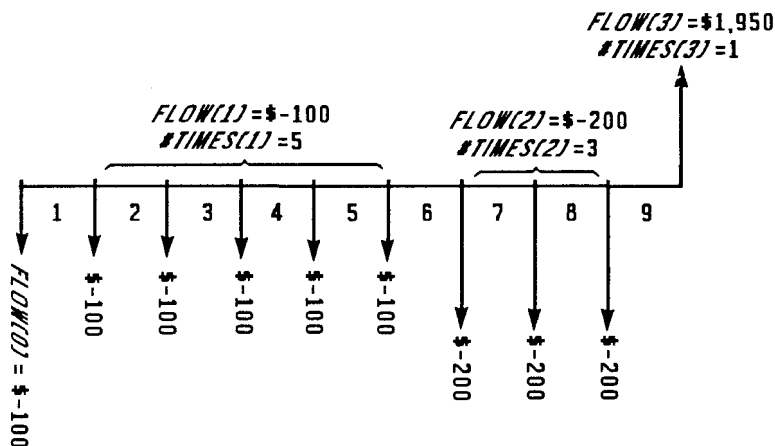 FLOW(3)=$1,950
#TIMES(3)=1
FLOW(1)=$-100
#TIMES(1)=5
FLOW(2)=$-200
#TIMES(2)=3
1 2 3 4 5 6 7 8 9
FLOW(0) = $-100
$-100
$-100
$-100
$-100
$-100
$-200
$-200
$-200